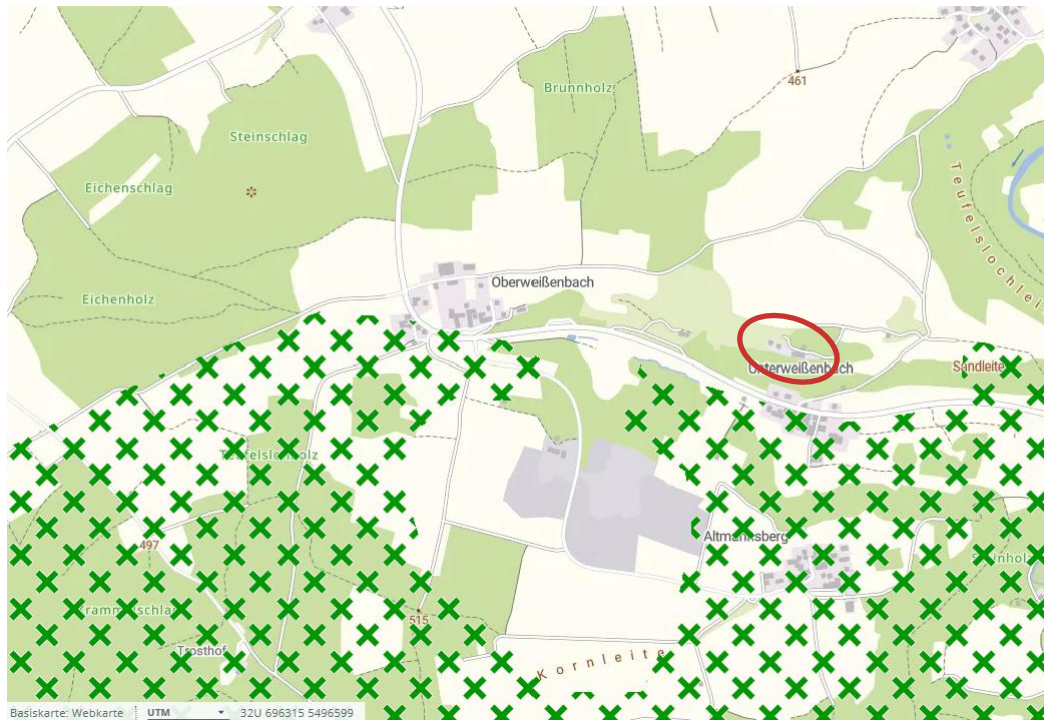 461
Brunnholz
Steinschlag
Eichenschlag
Teufelslochlei
Oberweißenbach
Eichenholz
Unterweißenbach
Sandleite
497
Altmannsberg
515
Trosthof
Kornleite
Basiskarte: Webkarte UTM 32U 696315 5496599